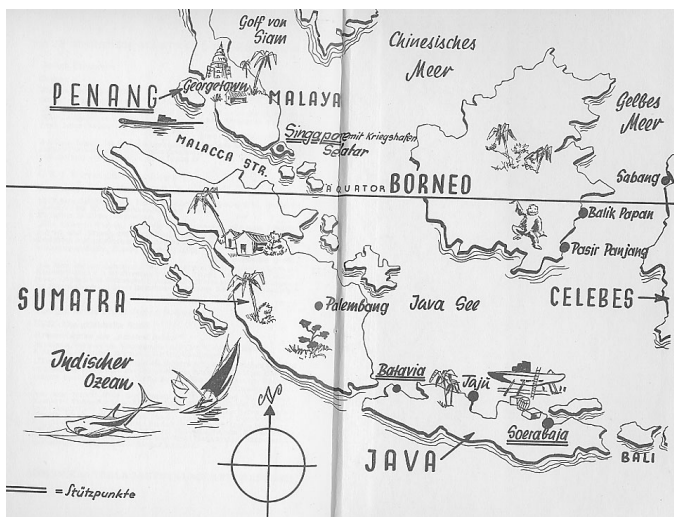 Golf von
Siam
Chinesisches
Meer
PENANG
Georgetown
MALAYA
Gelbes
Meer
Singapore mit Kriegshafen
Selatar
MALACCA STR.
Sabang
ÄQUATOR
BORNEO
Balik Papan
Pasir Panjang
SUMATRA
Palembang
Java See
CELEBES
Indischer
Ozean
N
Batavia
Tajü
Soerabaja
JAVA
BALI
= Stützpunkte